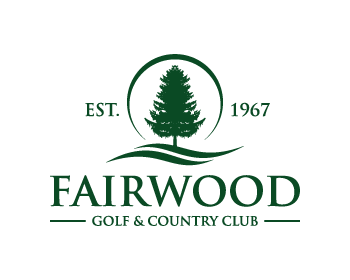 EST. 1967
FAIRWOOD
GOLF & COUNTRY CLUB